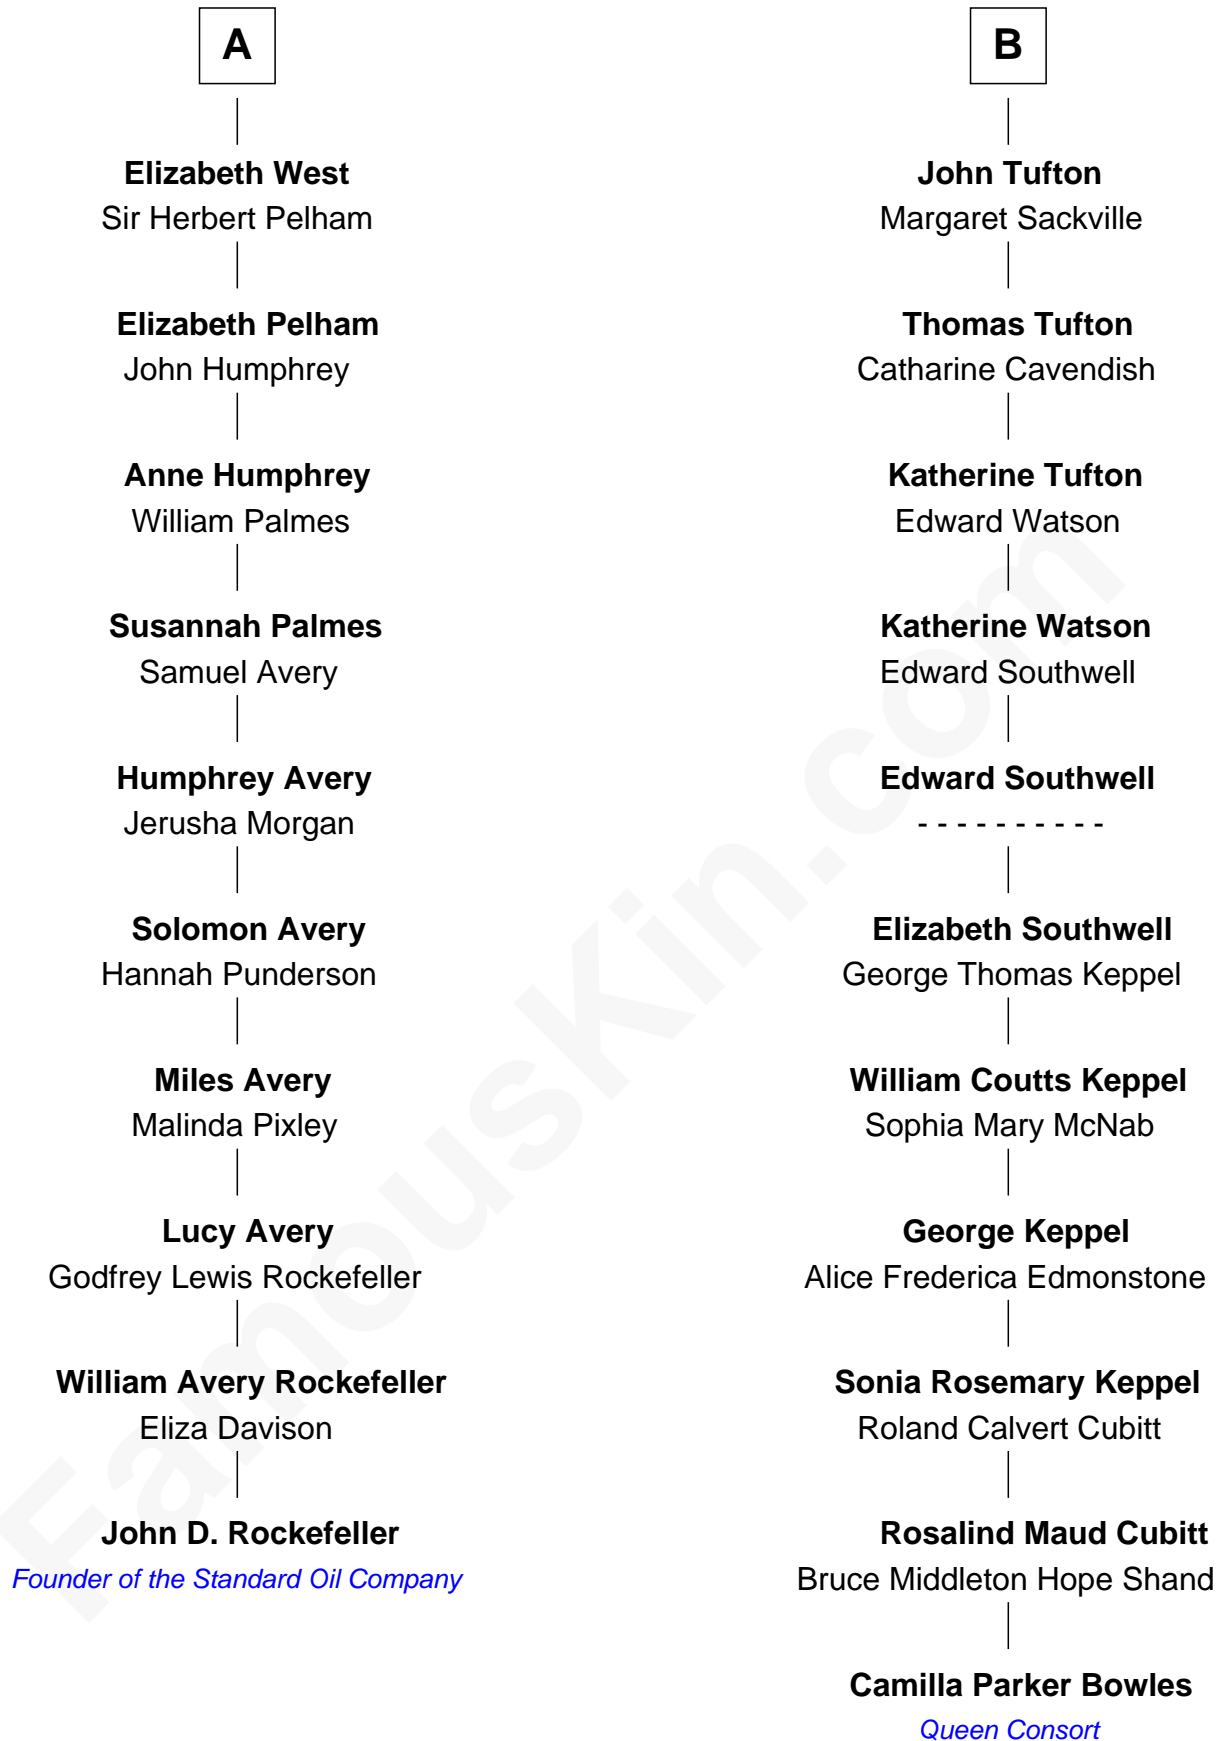 A
Elizabeth West
Sir Herbert Pelham
Elizabeth Pelham
John Humphrey
Anne Humphrey
William Palmes
Susannah Palmes
Samuel Avery
Humphrey Avery
Jerusha Morgan
Solomon Avery
Hannah Punderson
Miles Avery
Malinda Pixley
Lucy Avery
Godfrey Lewis Rockefeller
William Avery Rockefeller
Eliza Davison
John D. Rockefeller
Founder of the Standard Oil Company
B
John Tufton
Margaret Sackville
Thomas Tufton
Catharine Cavendish
Katherine Tufton
Edward Watson
Katherine Watson
Edward Southwell
Edward Southwell
- - - - - - - - - -
Elizabeth Southwell
George Thomas Keppel
William Coutts Keppel
Sophia Mary McNab
George Keppel
Alice Frederica Edmonstone
Sonia Rosemary Keppel
Roland Calvert Cubitt
Rosalind Maud Cubitt
Bruce Middleton Hope Shand
Camilla Parker Bowles
Queen Consort
FamousKin.com